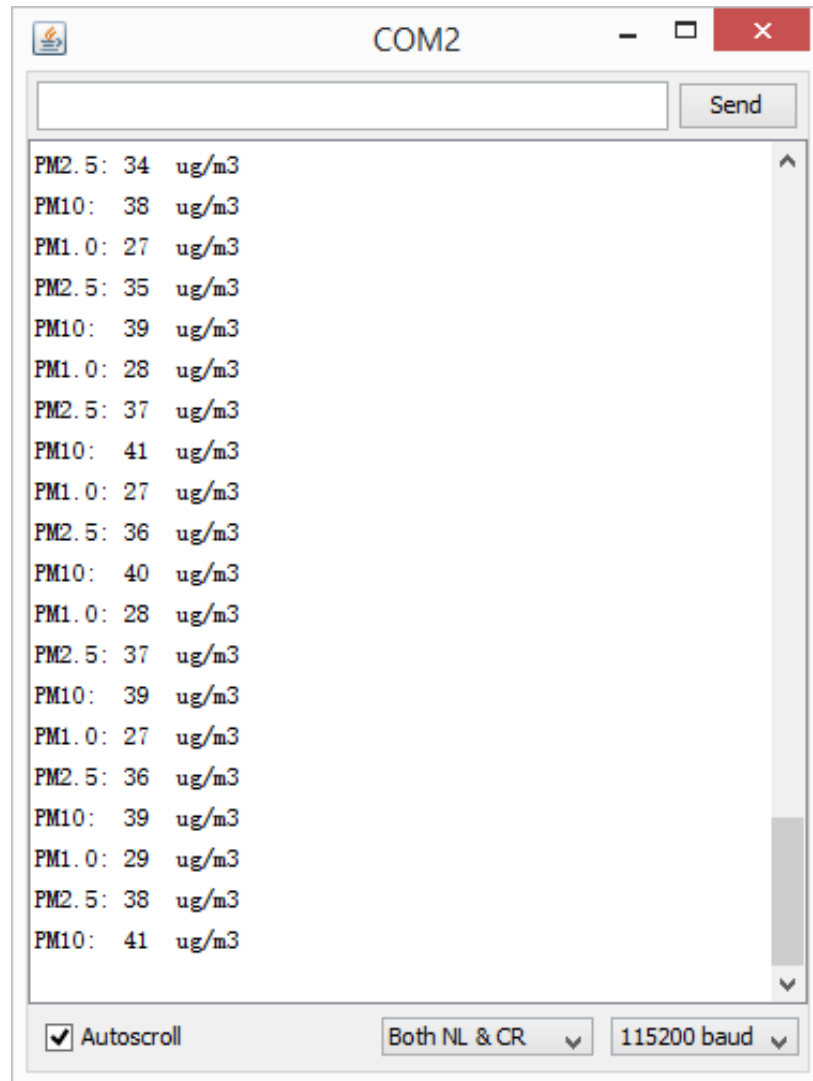 COM2
Send
PM2.5: 34 ug/m3
PM10: 38 ug/m3
PM1.0: 27 ug/m3
PM2.5: 35 ug/m3
PM10: 39 ug/m3
PM1.0: 28 ug/m3
PM2.5: 37 ug/m3
PM10: 41 ug/m3
PM1.0: 27 ug/m3
PM2.5: 36 ug/m3
PM10: 40 ug/m3
PM1.0: 28 ug/m3
PM2.5: 37 ug/m3
PM10: 39 ug/m3
PM1.0: 27 ug/m3
PM2.5: 36 ug/m3
PM10: 39 ug/m3
PM1.0: 29 ug/m3
PM2.5: 38 ug/m3
PM10: 41 ug/m3
Autoscroll Both NL & CR 115200 baud